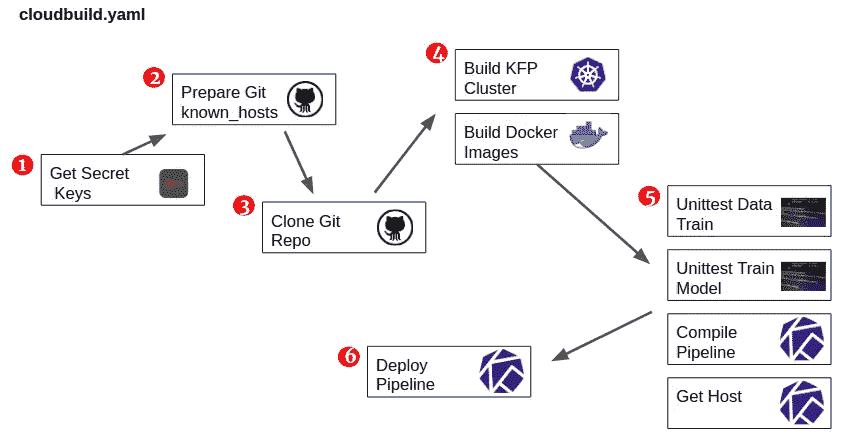 cloudbuild.yaml
1
Get Secret
Keys
2
Prepare Git
known_hosts
3
Clone Git
Repo
4
Build KFP
Cluster
Build Docker
Images
5
Unittest Data
Train
Unittest Train
Model
Compile
Pipeline
Get Host
6
Deploy
Pipeline